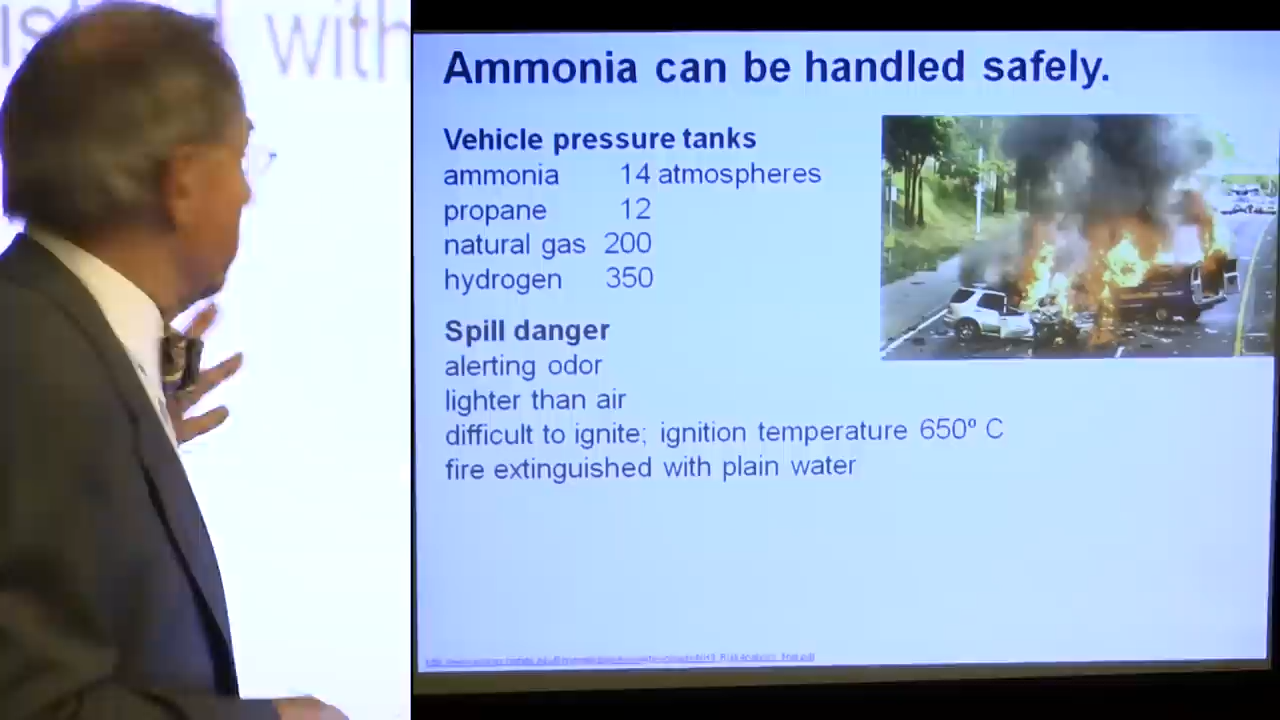 with
Ammonia can be handled safely.
Vehicle pressure tanks
ammonia 14 atmospheres
propane 12
natural gas 200
hydrogen 350
Spill danger
alerting odor
lighter than air
difficult to ignite; ignition temperature 650° C
fire extinguished with plain water